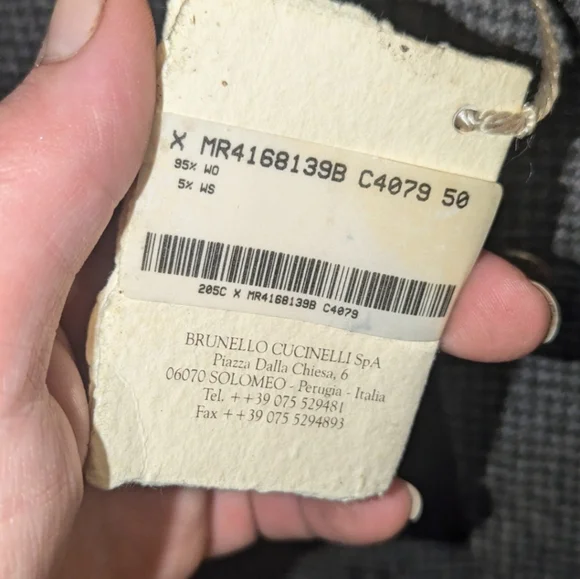 X MR4168139B C4079 50
95% WO
5% WS
205C X MR4168139B C4079
BRUNELLO CUCINELLI SpA
Piazza Dalla Chiesa, 6
06070 SOLOMEO - Perugia - Italia
Tel. ++39 075 529481
Fax ++39 075 5294893